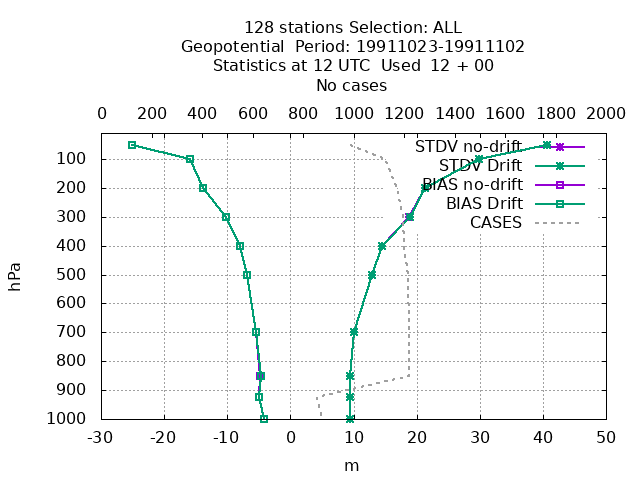 128 stations Selection: ALL
Geopotential  Period: 19911023-19911102
Statistics at 12 UTC  Used  12 + 00
No cases
0 200 400 600 800 1000 1200 1400 1600 1800 2000
STDV no-drift
STDV Drift
BIAS no-drift
BIAS Drift
CASES
100
200
300
400
500
600
700
800
900
1000
hPa
-30 -20 -10 0 10 20 30 40 50
m